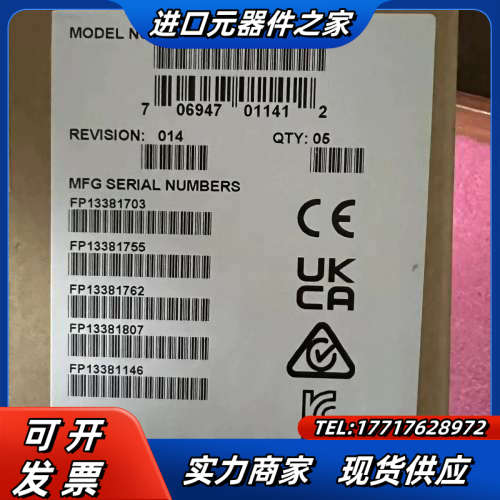 进口元器件之家
MODEL N
7 06947 01141 2
REVISION: 014
QTY: 05
MFG SERIAL NUMBERS
FP13381703
FP13381755
FP13381762
FP13381807
FP13381146
CE
UK
CA
TEL:17717628972
可开
发票
实力商家 现货供应